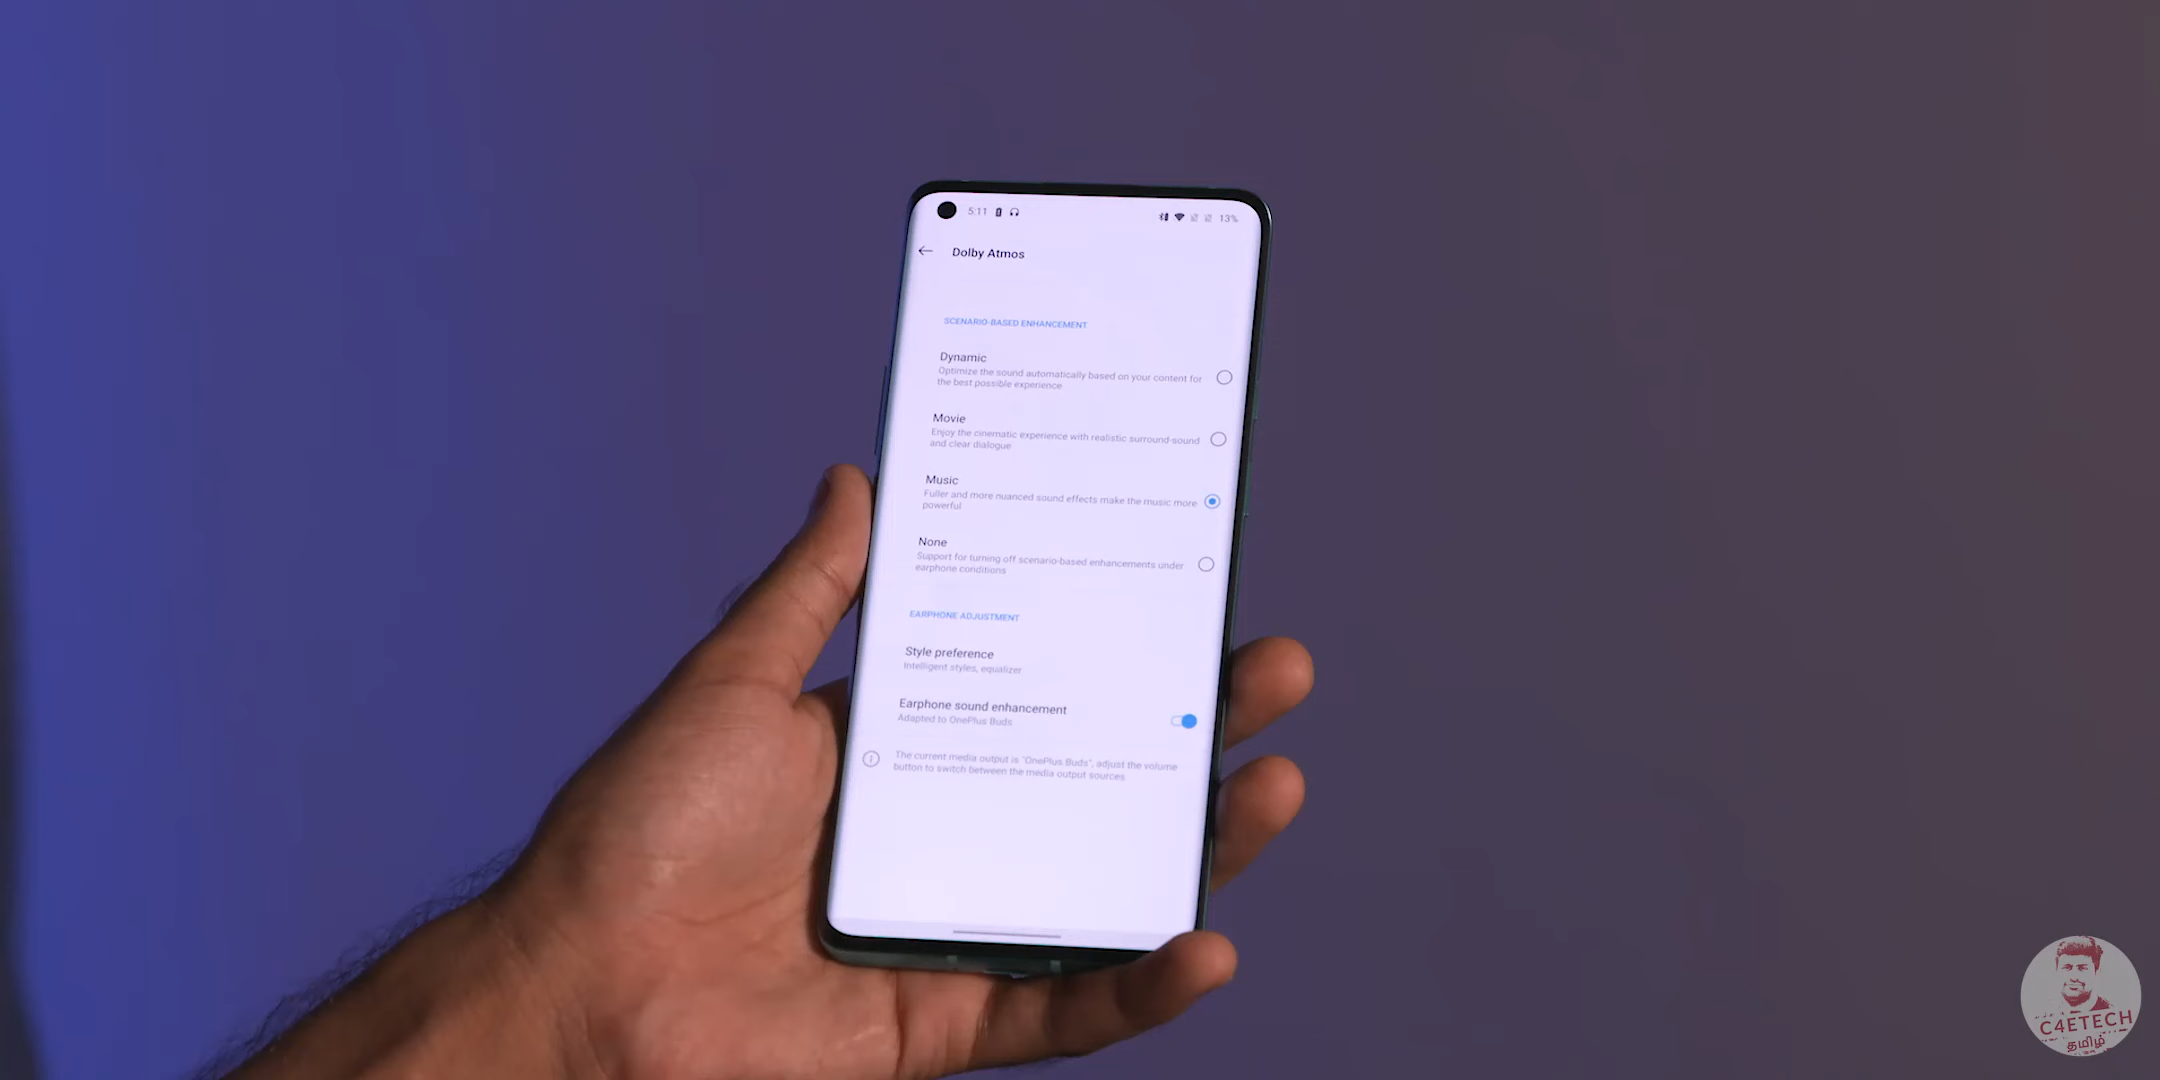 5:11
13%
Dolby Atmos
SCENARIO-BASED ENHANCEMENT
Dynamic
Optimize the sound automatically based on your content for
the best possible experience
Movie
Enjoy the cinematic experience with realistic surround-sound
and clear dialogue
Music
Fuller and more nuanced sound effects make the music more
powerful
None
Support for turning off scenario-based enhancements under
earphone conditions
EARPHONE ADJUSTMENT
Style preference
Intelligent styles, equalizer
Earphone sound enhancement
Adapted to OnePlus Buds
The current media output is "OnePlus Buds", adjust the volume
button to switch between the media output sources
C4ETECH
தமிழ்